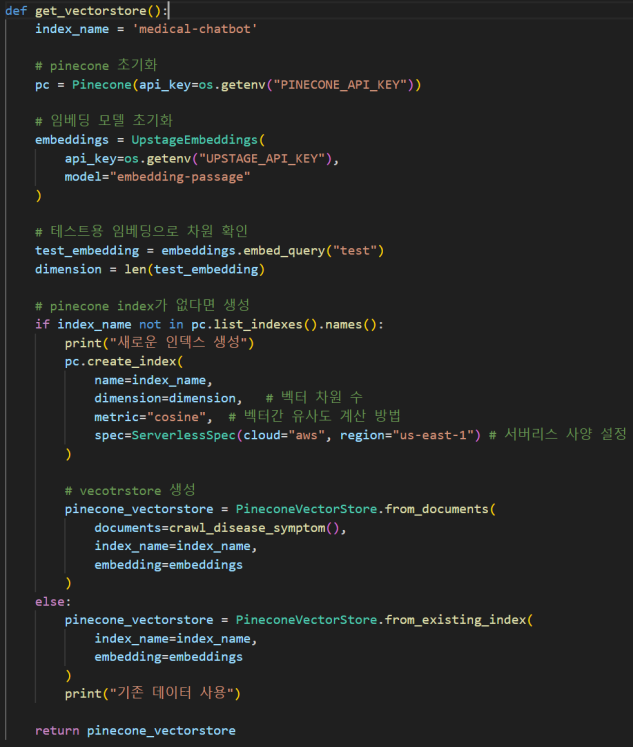 def get_vectorstore():
    index_name = 'medical-chatbot'

    # pinecone 초기화
    pc = Pinecone(api_key=os.getenv("PINECONE_API_KEY"))

    # 임베딩 모델 초기화
    embeddings = UpstageEmbeddings(
        api_key=os.getenv("UPSTAGE_API_KEY"),
        model="embedding-passage"
    )

    # 테스트용 임베딩으로 차원 확인
    test_embedding = embeddings.embed_query("test")
    dimension = len(test_embedding)

    # pinecone index가 없다면 생성
    if index_name not in pc.list_indexes().names():
        print("새로운 인덱스 생성")
        pc.create_index(
            name=index_name,
            dimension=dimension,   # 벡터 차원 수
            metric="cosine",  # 벡터간 유사도 계산 방법
            spec=ServerlessSpec(cloud="aws", region="us-east-1") # 서버리스 사양 설정
        )

        # vecotrstore 생성
        pinecone_vectorstore = PineconeVectorStore.from_documents(
            documents=crawl_disease_symptom(),
            index_name=index_name,
            embedding=embeddings
        )
    else:
        pinecone_vectorstore = PineconeVectorStore.from_existing_index(
            index_name=index_name,
            embedding=embeddings
        )
        print("기존 데이터 사용")

    return pinecone_vectorstore